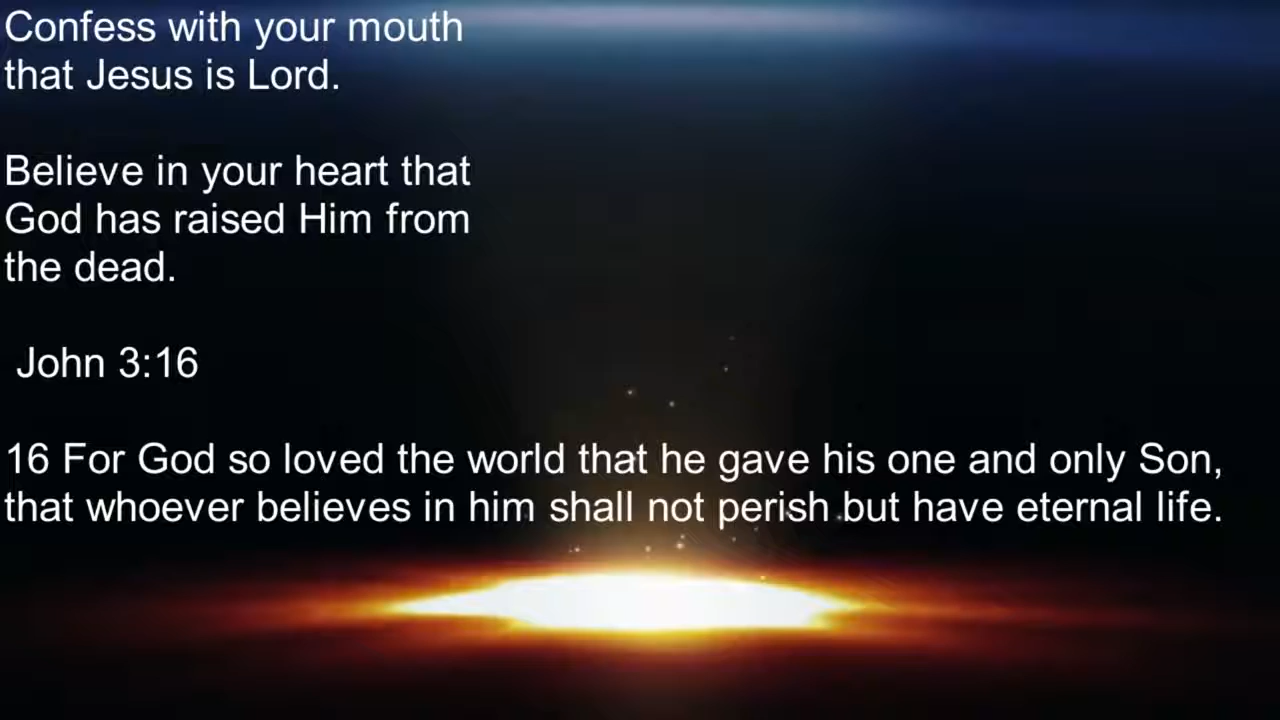 Confess with your mouth
that Jesus is Lord.
Believe in your heart that
God has raised Him from
the dead.
John 3:16
16 For God so loved the world that he gave his one and only Son,
that whoever believes in him shall not perish but have eternal life.